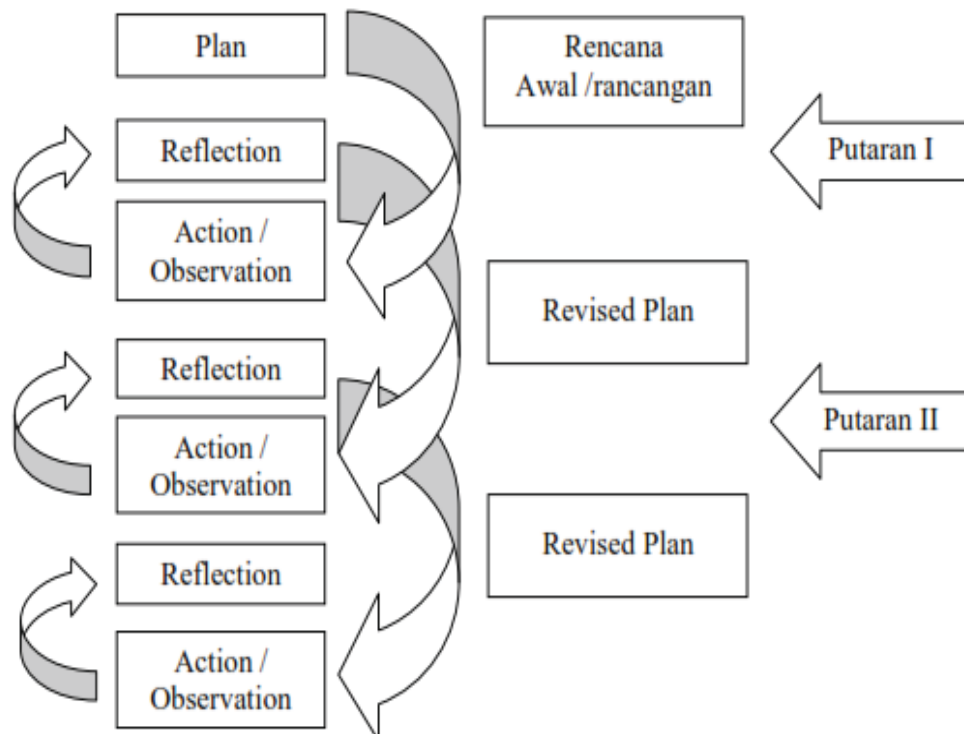 Plan
Rencana
Awal /rancangan
Reflection
Putaran I
Action /
Observation
Revised Plan
Reflection
Putaran II
Action /
Observation
Revised Plan
Reflection
Action /
Observation